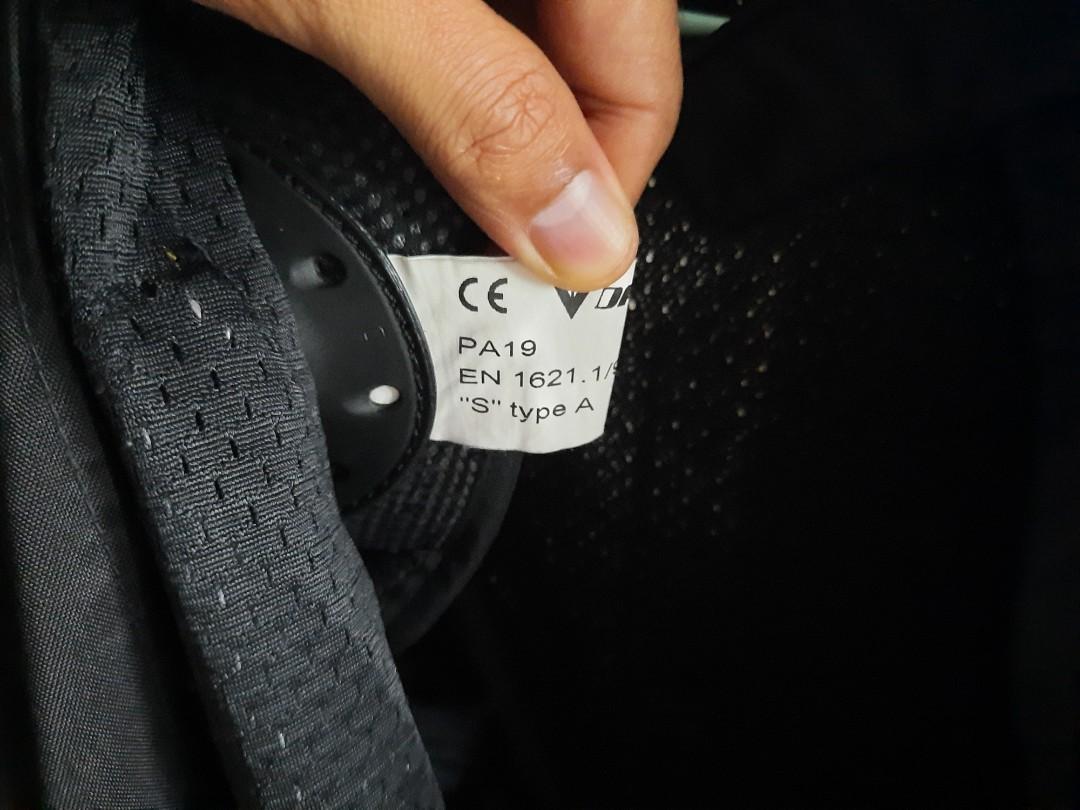 CE
PA19
EN 1621.1/
"S" type A